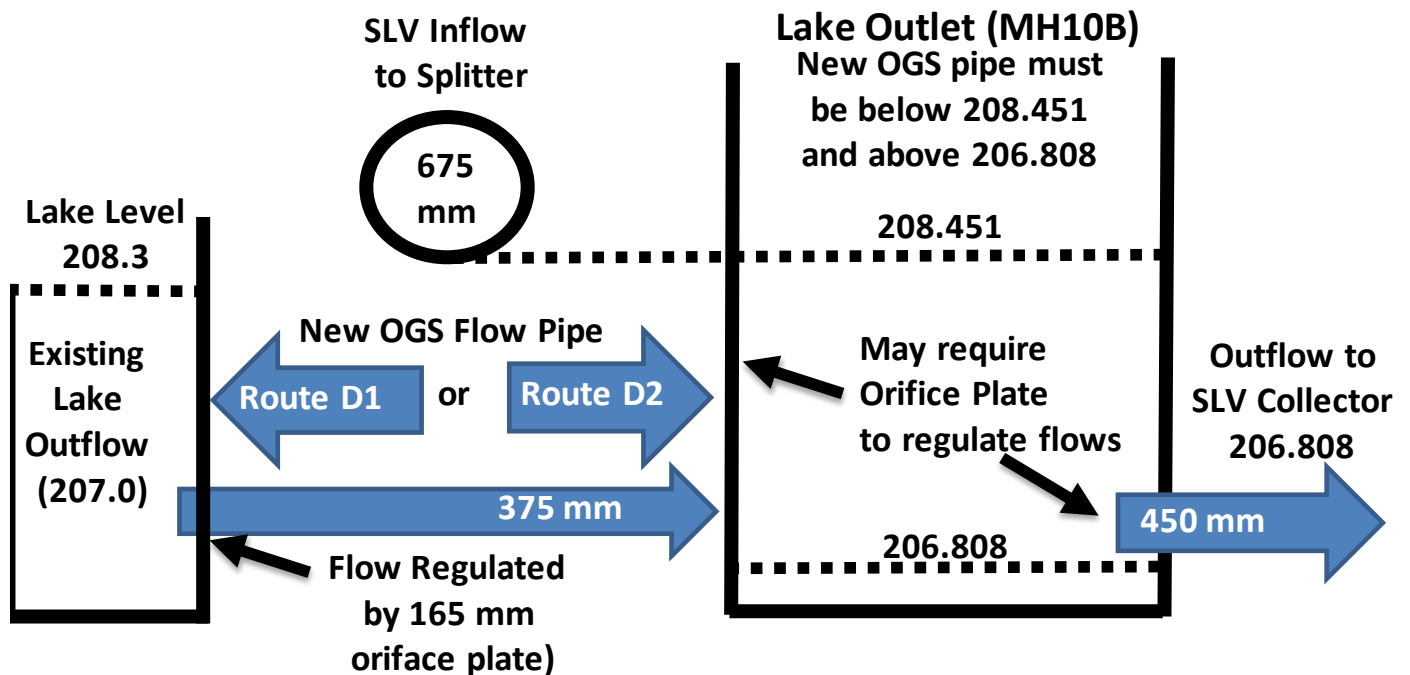 SLV Inflow
to Splitter
675
mm
Lake Outlet (MH10B)
New OGS pipe must
be below 208.451
and above 206.808
208.451
Lake Level
208.3
Existing
Lake
Outflow
(207.0)
New OGS Flow Pipe
Route D1
or
Route D2
375 mm
Flow Regulated
by 165 mm
oriface plate)
May require
Orifice Plate
to regulate flows
206.808
Outflow to
SLV Collector
206.808
450 mm